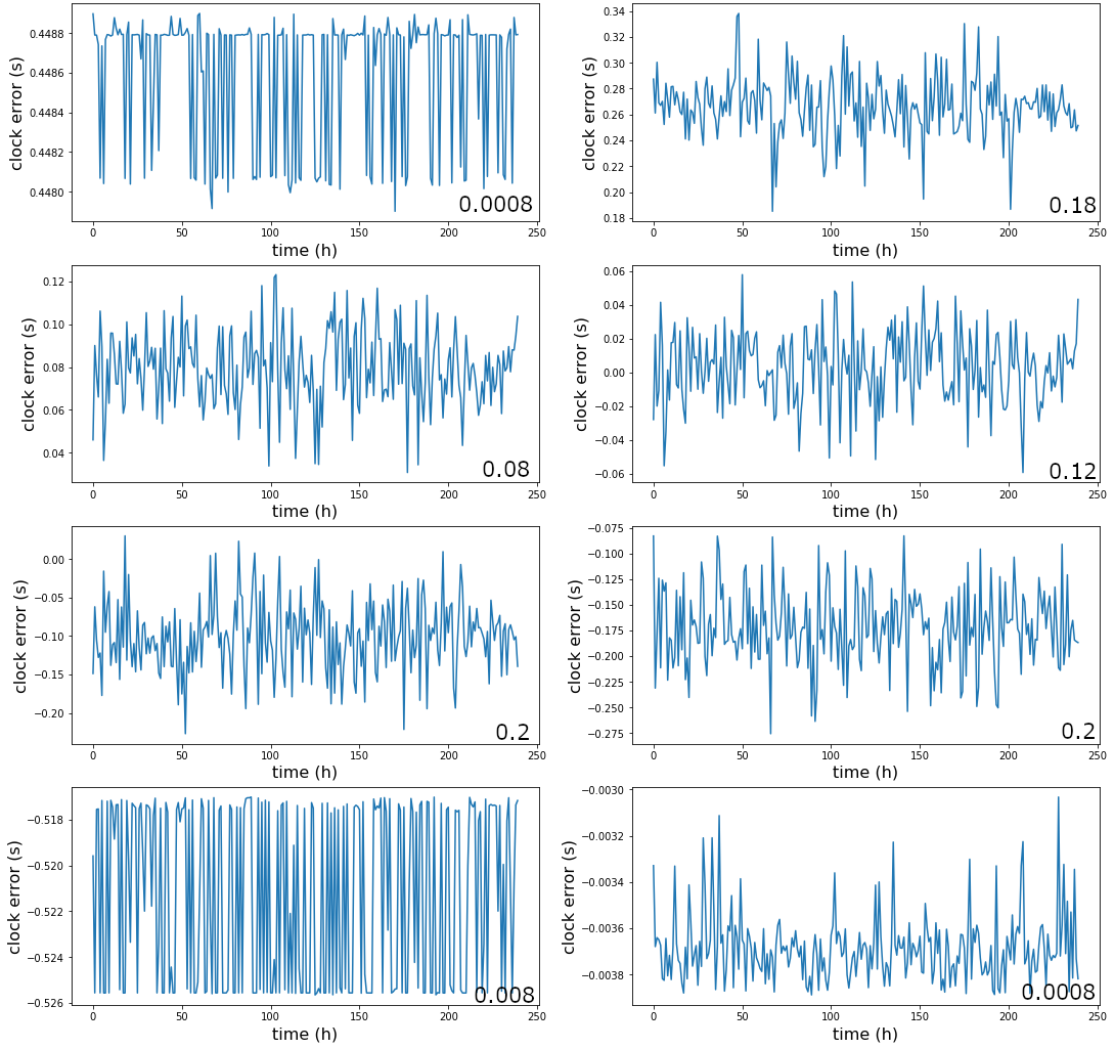 clock error (s)
0.4488
0.4486
0.4484
0.4482
0.4480
0.0008
0 50 100 150 200 250
time (h)
clock error (s)
0.34
0.32
0.30
0.28
0.26
0.24
0.22
0.20
0.18
0.18
0 50 100 150 200 250
time (h)
clock error (s)
0.12
0.10
0.08
0.06
0.04
0.08
0 50 100 150 200 250
time (h)
clock error (s)
0.06
0.04
0.02
0.00
−0.02
−0.04
−0.06
0.12
0 50 100 150 200 250
time (h)
clock error (s)
0.00
−0.05
−0.10
−0.15
−0.20
0.2
0 50 100 150 200 250
time (h)
clock error (s)
−0.075
−0.100
−0.125
−0.150
−0.175
−0.200
−0.225
−0.250
−0.275
0.2
0 50 100 150 200 250
time (h)
clock error (s)
−0.518
−0.520
−0.522
−0.524
−0.526
0.008
0 50 100 150 200 250
time (h)
clock error (s)
−0.0030
−0.0032
−0.0034
−0.0036
−0.0038
0.0008
0 50 100 150 200 250
time (h)